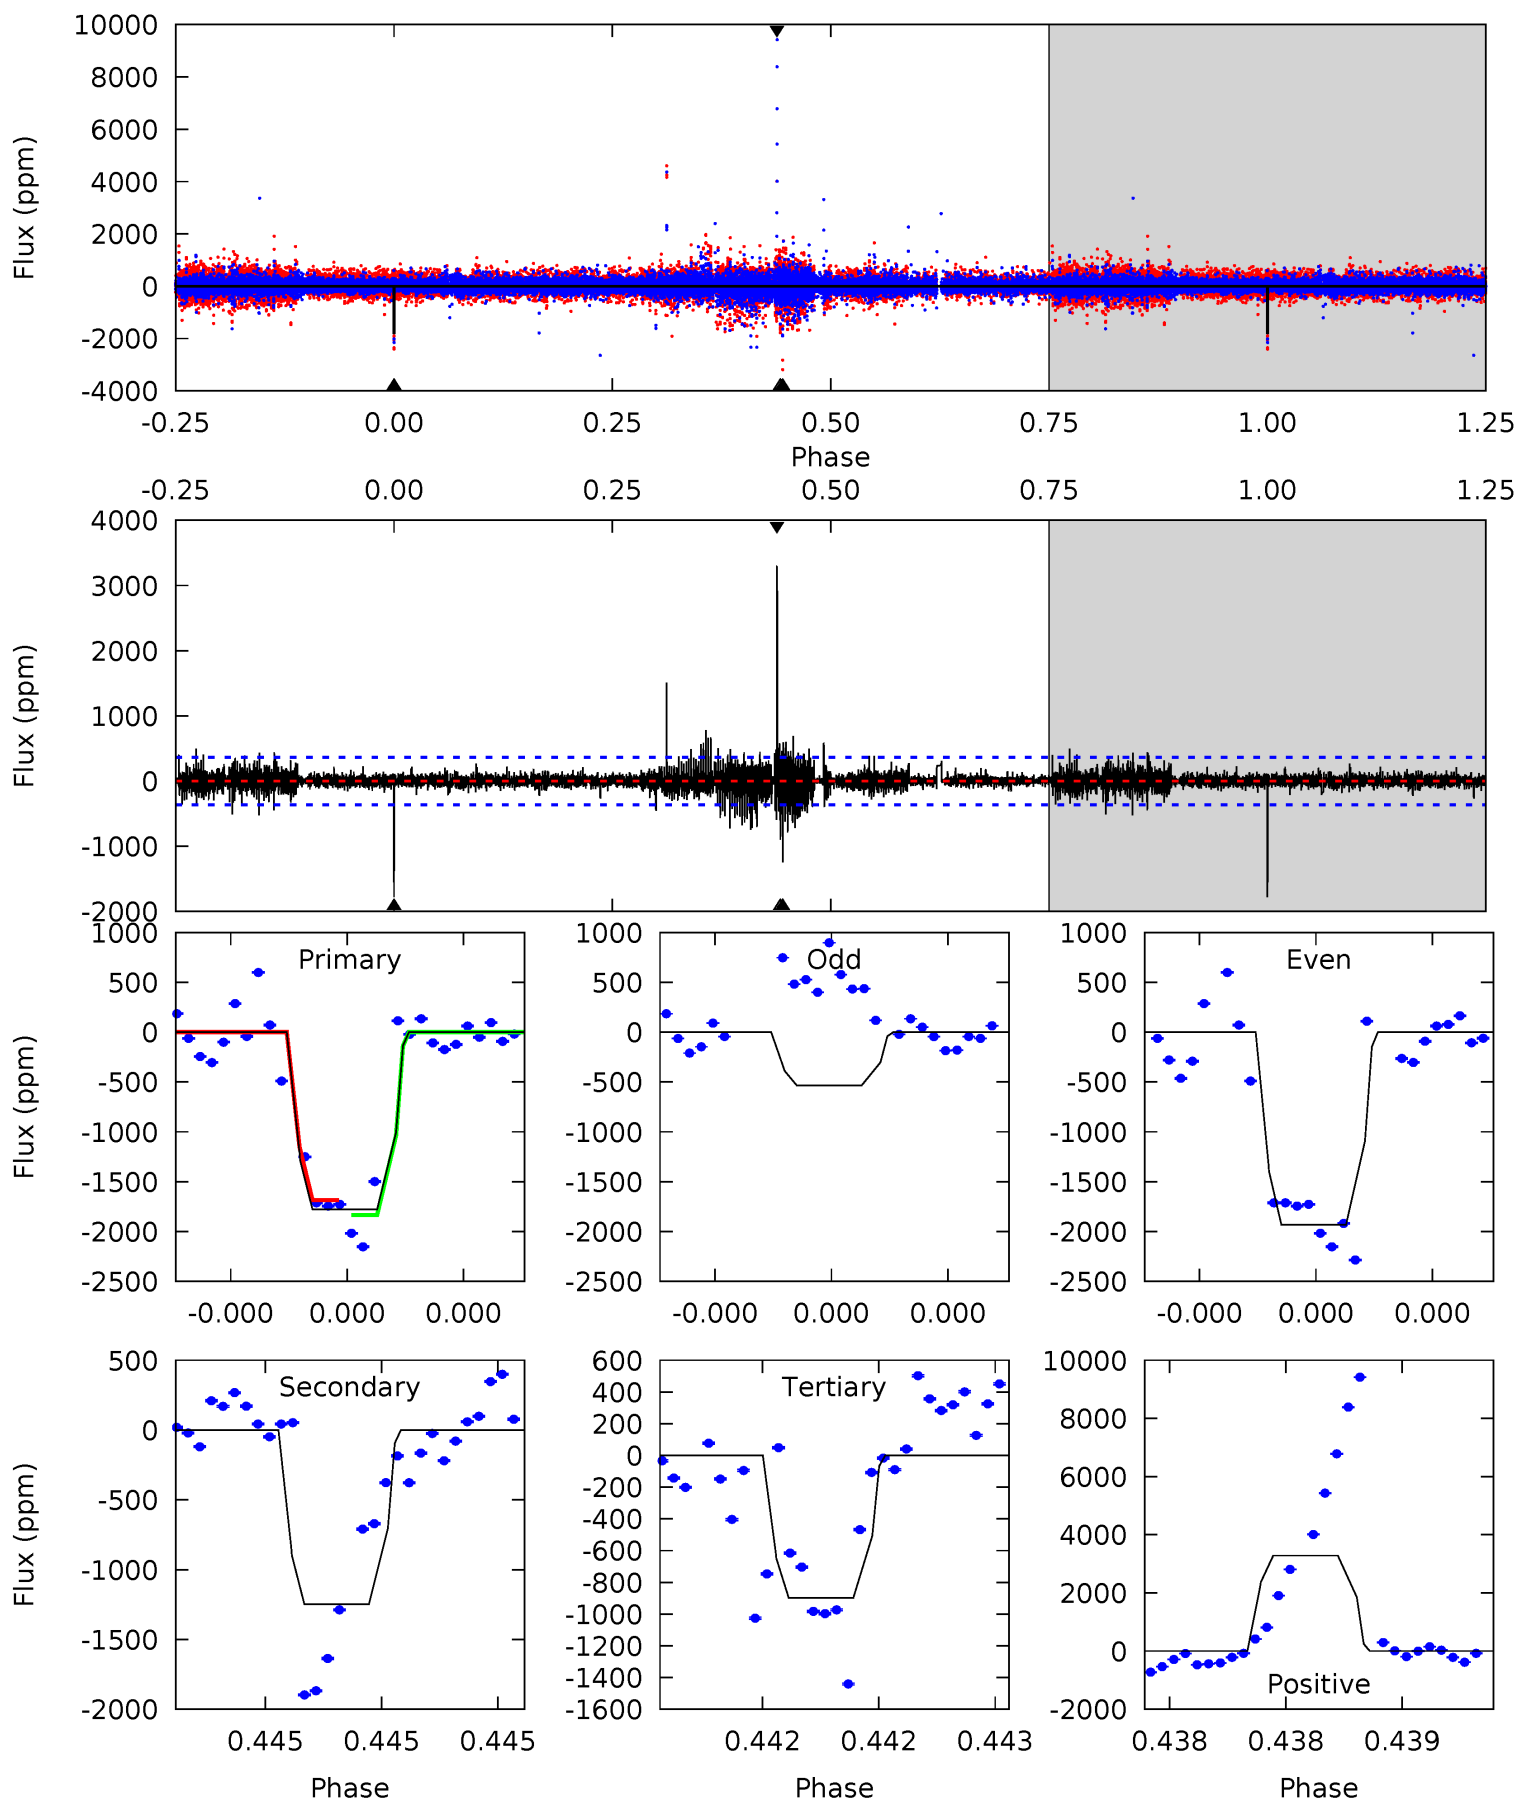 10000
8000
6000
4000
2000
0
-2000
-4000
Flux (ppm)
-0.25 0.00 0.25 0.50 0.75 1.00 1.25
Phase
-0.25 0.00 0.25 0.50 0.75 1.00 1.25
4000
3000
2000
1000
0
-1000
-2000
Flux (ppm)
Primary
1000
500
0
-500
-1000
-1500
-2000
-2500
Flux (ppm)
-0.000 0.000 0.000
Odd
1000
500
0
-500
-1000
-1500
-2000
-2500
-0.000 0.000 0.000
Even
1000
500
0
-500
-1000
-1500
-2000
-2500
-0.000 0.000 0.000
Secondary
500
0
-500
-1000
-1500
-2000
Flux (ppm)
0.445 0.445 0.445
Phase
Tertiary
600
400
200
0
-200
-400
-600
-800
-1000
-1200
-1400
-1600
0.442 0.442 0.443
Phase
10000
8000
6000
4000
2000
0
-2000
Positive
0.438 0.438 0.439
Phase